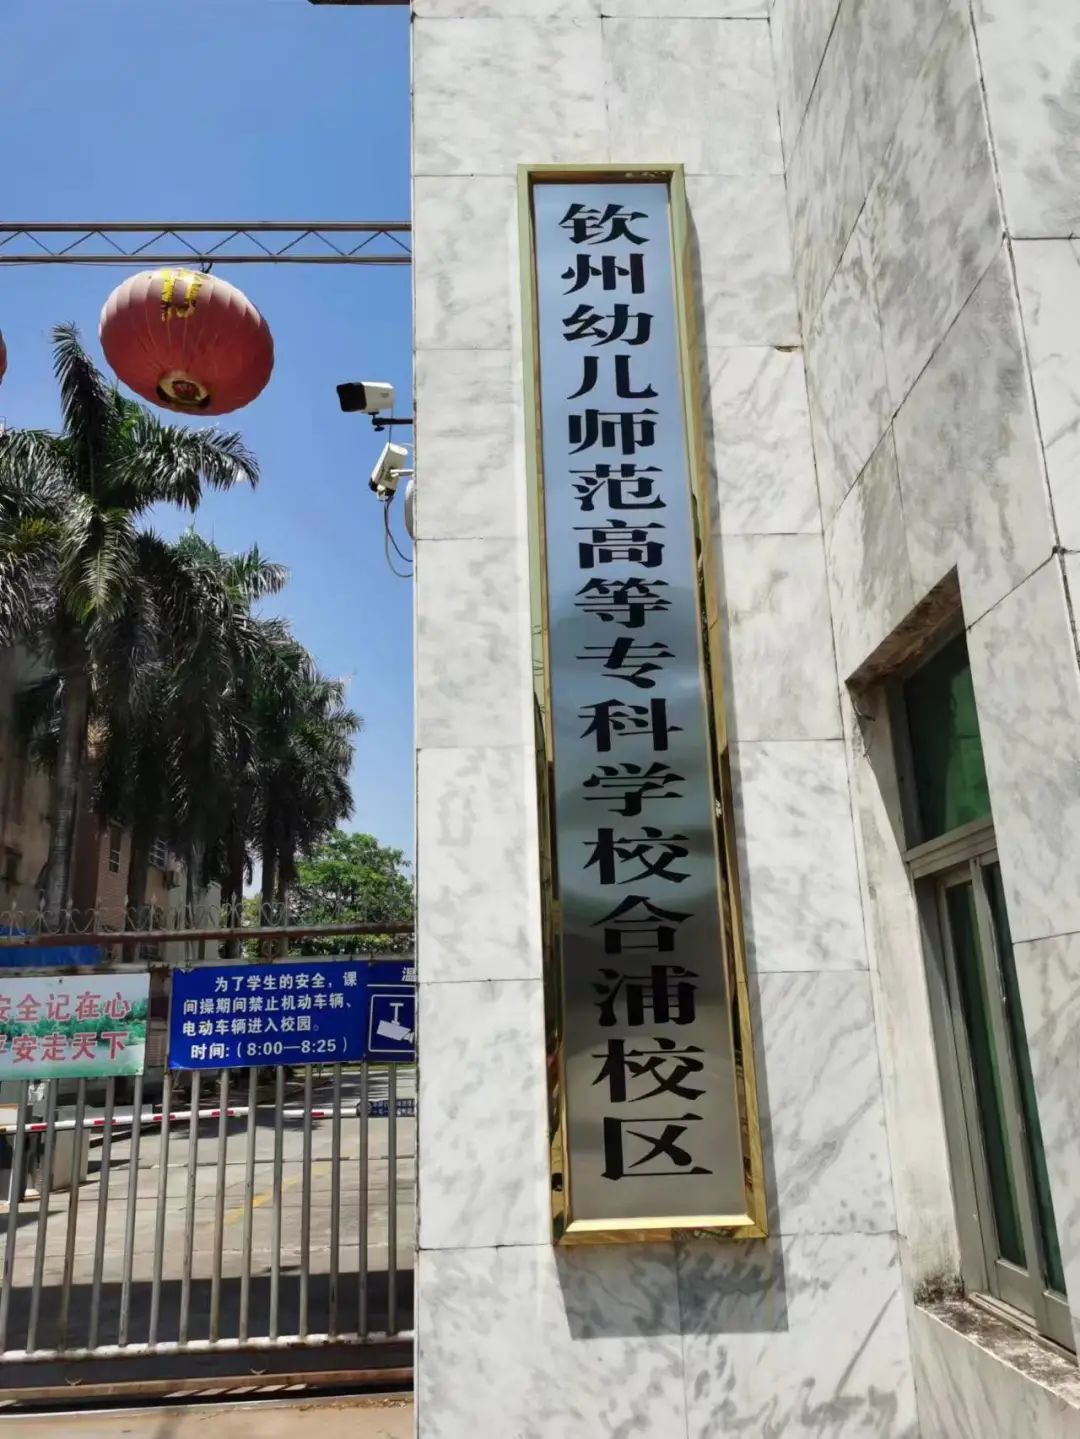 钦州幼儿师范高等专科学校合浦校区
安全记在心
平安走天下
为了学生的安全，课
间操期间禁止机动车辆、
电动车辆进入校园。
时间：（8:00—8:25）
温